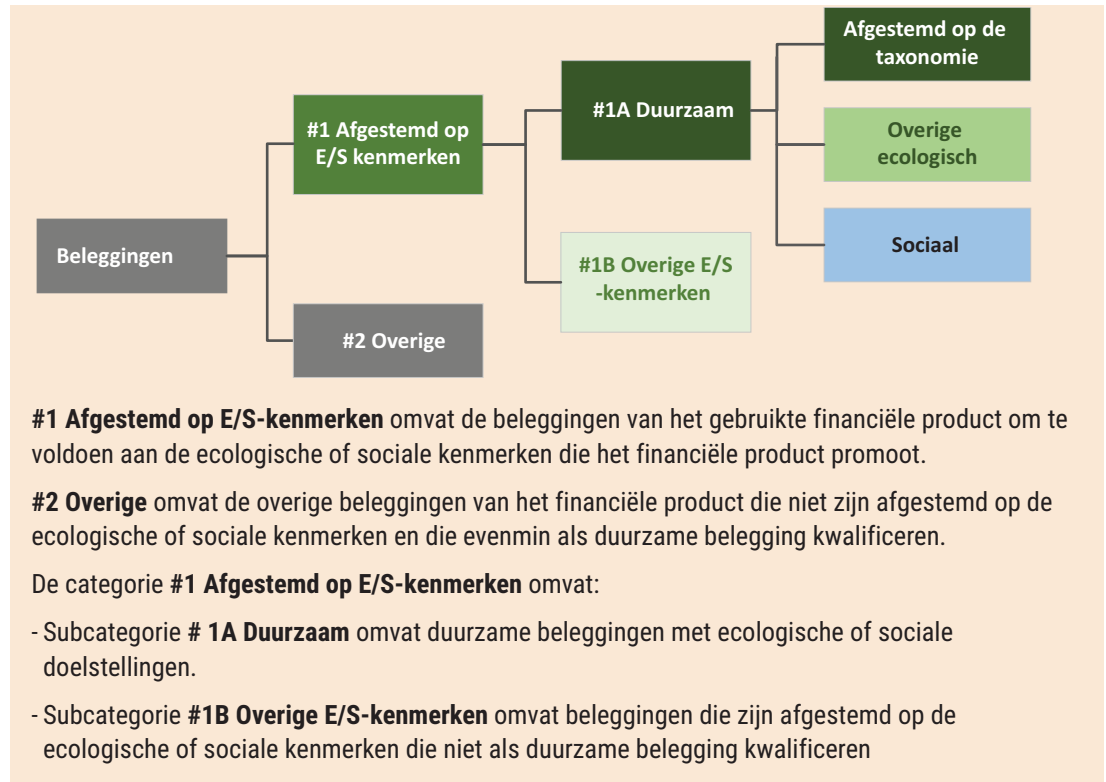 Afgestemd op de
taxonomie
#1 Afgestemd op
E/S kenmerken
#1A Duurzaam
Overige
ecologisch
Beleggingen
#1B Overige E/S
-kenmerken
Sociaal
#2 Overige
#1 Afgestemd op E/S-kenmerken omvat de beleggingen van het gebruikte financiële product om te
voldoen aan de ecologische of sociale kenmerken die het financiële product promoot.
#2 Overige omvat de overige beleggingen van het financiële product die niet zijn afgestemd op de
ecologische of sociale kenmerken en die evenmin als duurzame belegging kwalificeren.
De categorie #1 Afgestemd op E/S-kenmerken omvat:
- Subcategorie # 1A Duurzaam omvat duurzame beleggingen met ecologische of sociale
doelstellingen.
- Subcategorie #1B Overige E/S-kenmerken omvat beleggingen die zijn afgestemd op de
ecologische of sociale kenmerken die niet als duurzame belegging kwalificeren